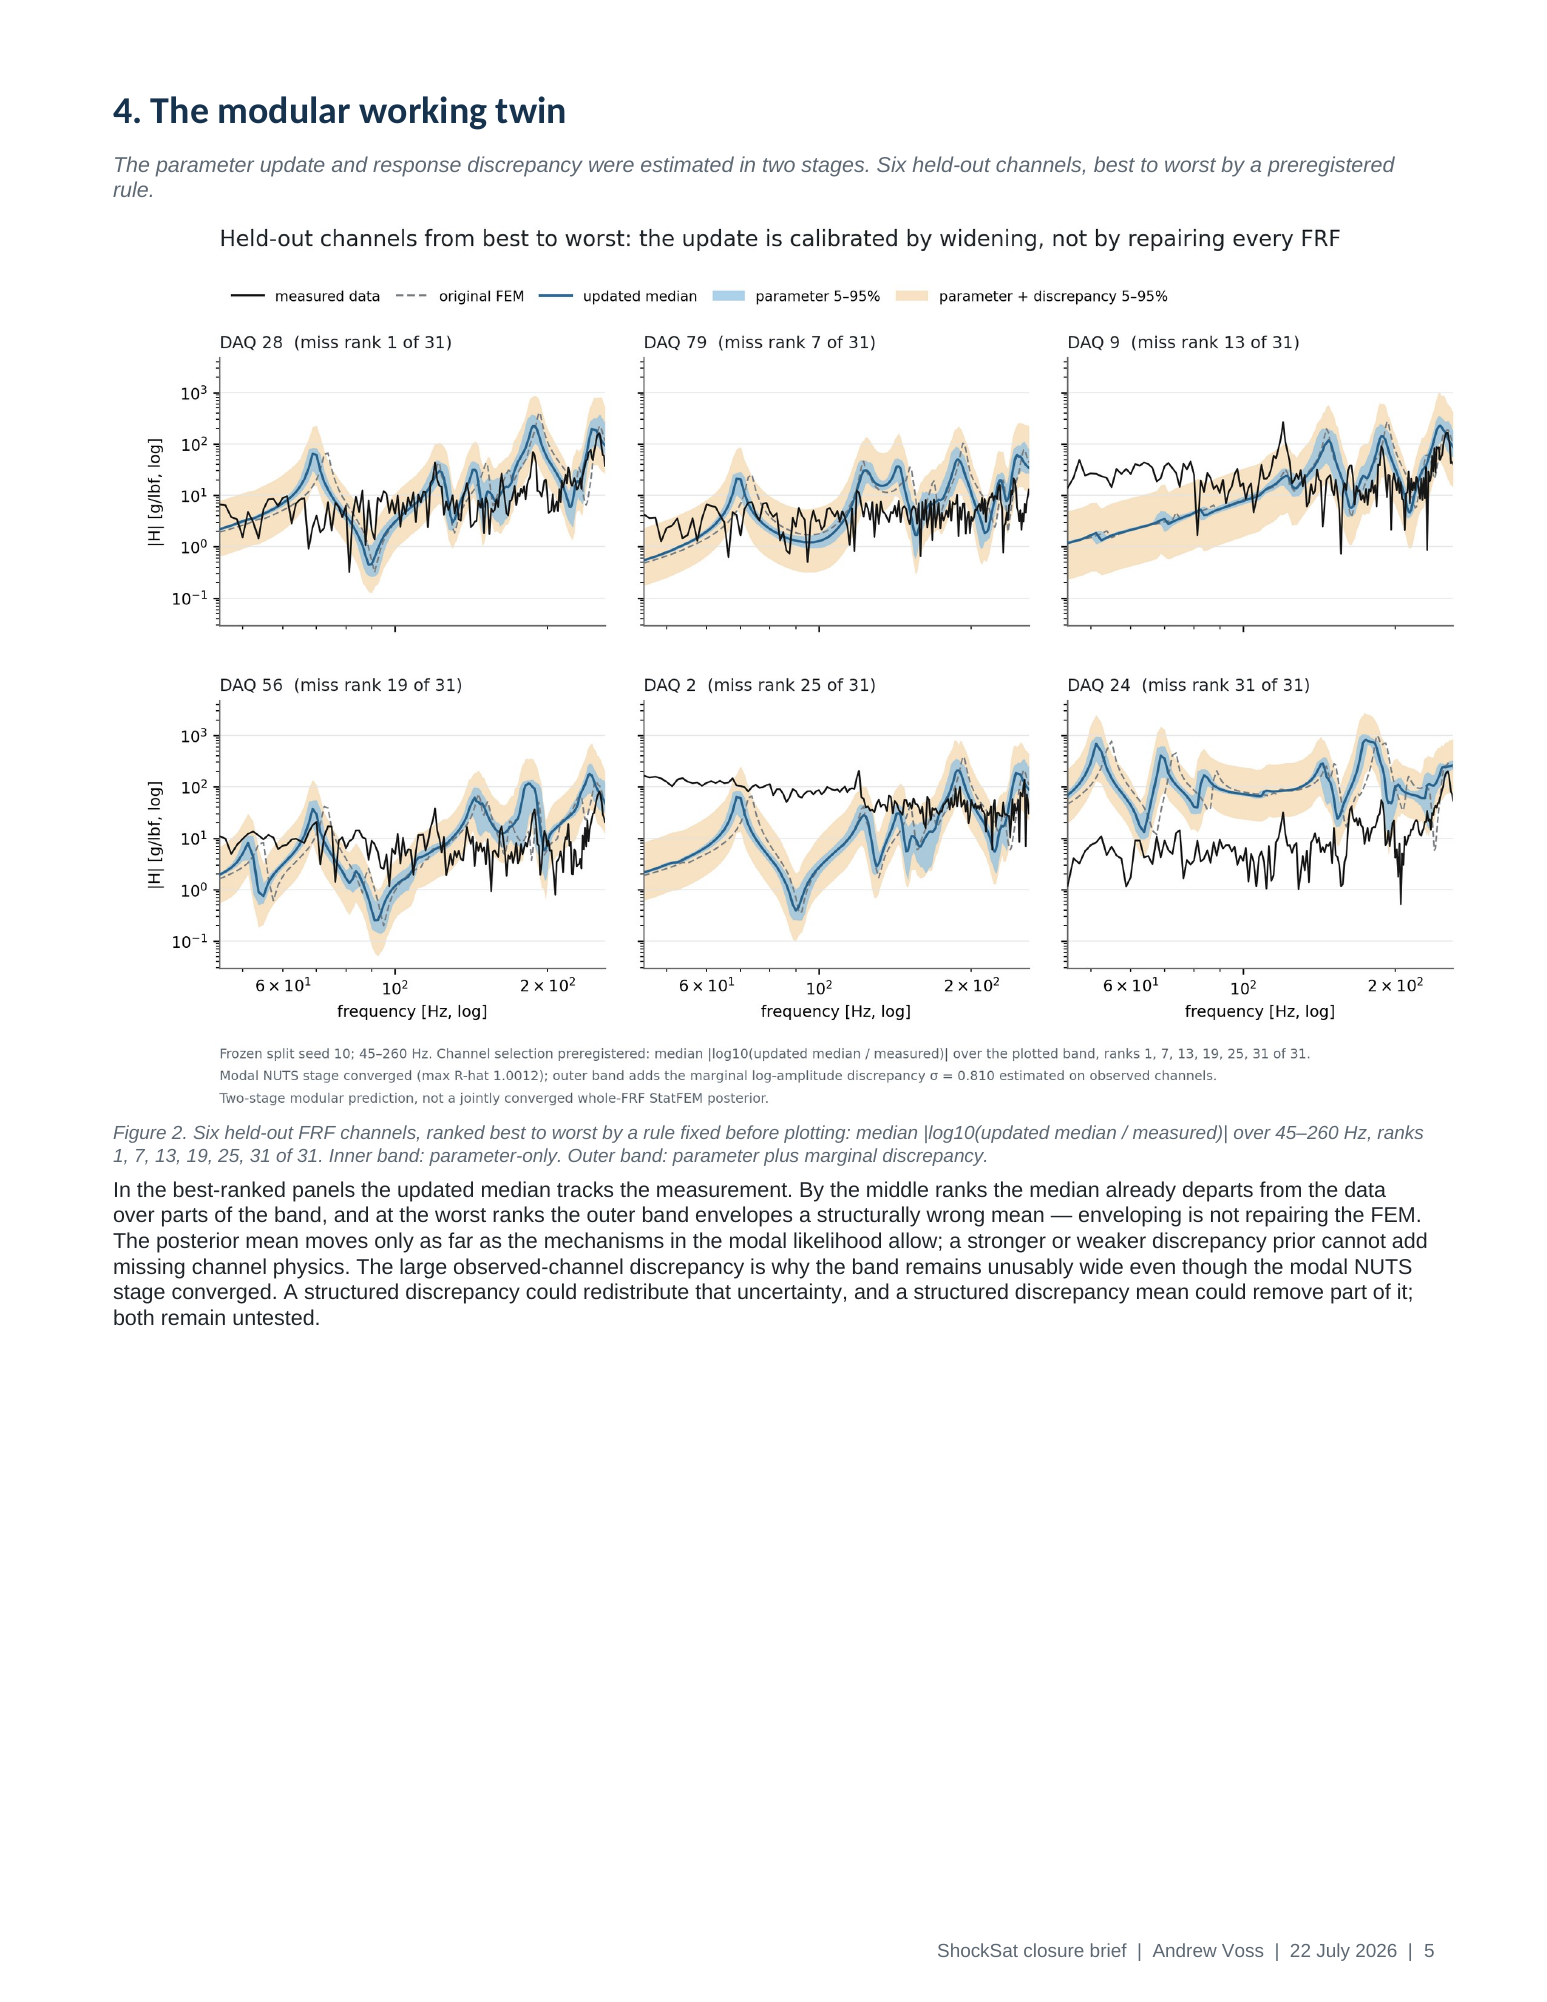 4. The modular working twin
The parameter update and response discrepancy were estimated in two stages. Six held-out channels, best to worst by a preregistered
rule.
Held-out channels from best to worst: the update is calibrated by widening, not by repairing every FRF
measured data original FEM updated median parameter 5–95% parameter + discrepancy 5–95%
DAQ 28 (miss rank 1 of 31) DAQ 79 (miss rank 7 of 31) DAQ 9 (miss rank 13 of 31)
|H| [g/lbf, log]
10³
10²
10¹
10⁰
10⁻¹
DAQ 56 (miss rank 19 of 31) DAQ 2 (miss rank 25 of 31) DAQ 24 (miss rank 31 of 31)
|H| [g/lbf, log]
10³
10²
10¹
10⁰
10⁻¹
6 × 10¹ 10² 2 × 10² 6 × 10¹ 10² 2 × 10² 6 × 10¹ 10² 2 × 10²
frequency [Hz, log] frequency [Hz, log] frequency [Hz, log]
Frozen split seed 10; 45–260 Hz. Channel selection preregistered: median |log10(updated median / measured)| over the plotted band, ranks 1, 7, 13, 19, 25, 31 of 31.
Modal NUTS stage converged (max R-hat 1.0012); outer band adds the marginal log-amplitude discrepancy σ = 0.810 estimated on observed channels.
Two-stage modular prediction, not a jointly converged whole-FRF StatFEM posterior.
Figure 2. Six held-out FRF channels, ranked best to worst by a rule fixed before plotting: median |log10(updated median / measured)| over 45–260 Hz, ranks
1, 7, 13, 19, 25, 31 of 31. Inner band: parameter-only. Outer band: parameter plus marginal discrepancy.
In the best-ranked panels the updated median tracks the measurement. By the middle ranks the median already departs from the data
over parts of the band, and at the worst ranks the outer band envelopes a structurally wrong mean — enveloping is not repairing the FEM.
The posterior mean moves only as far as the mechanisms in the modal likelihood allow; a stronger or weaker discrepancy prior cannot add
missing channel physics. The large observed-channel discrepancy is why the band remains unusably wide even though the modal NUTS
stage converged. A structured discrepancy could redistribute that uncertainty, and a structured discrepancy mean could remove part of it;
both remain untested.
ShockSat closure brief | Andrew Voss | 22 July 2026 | 5